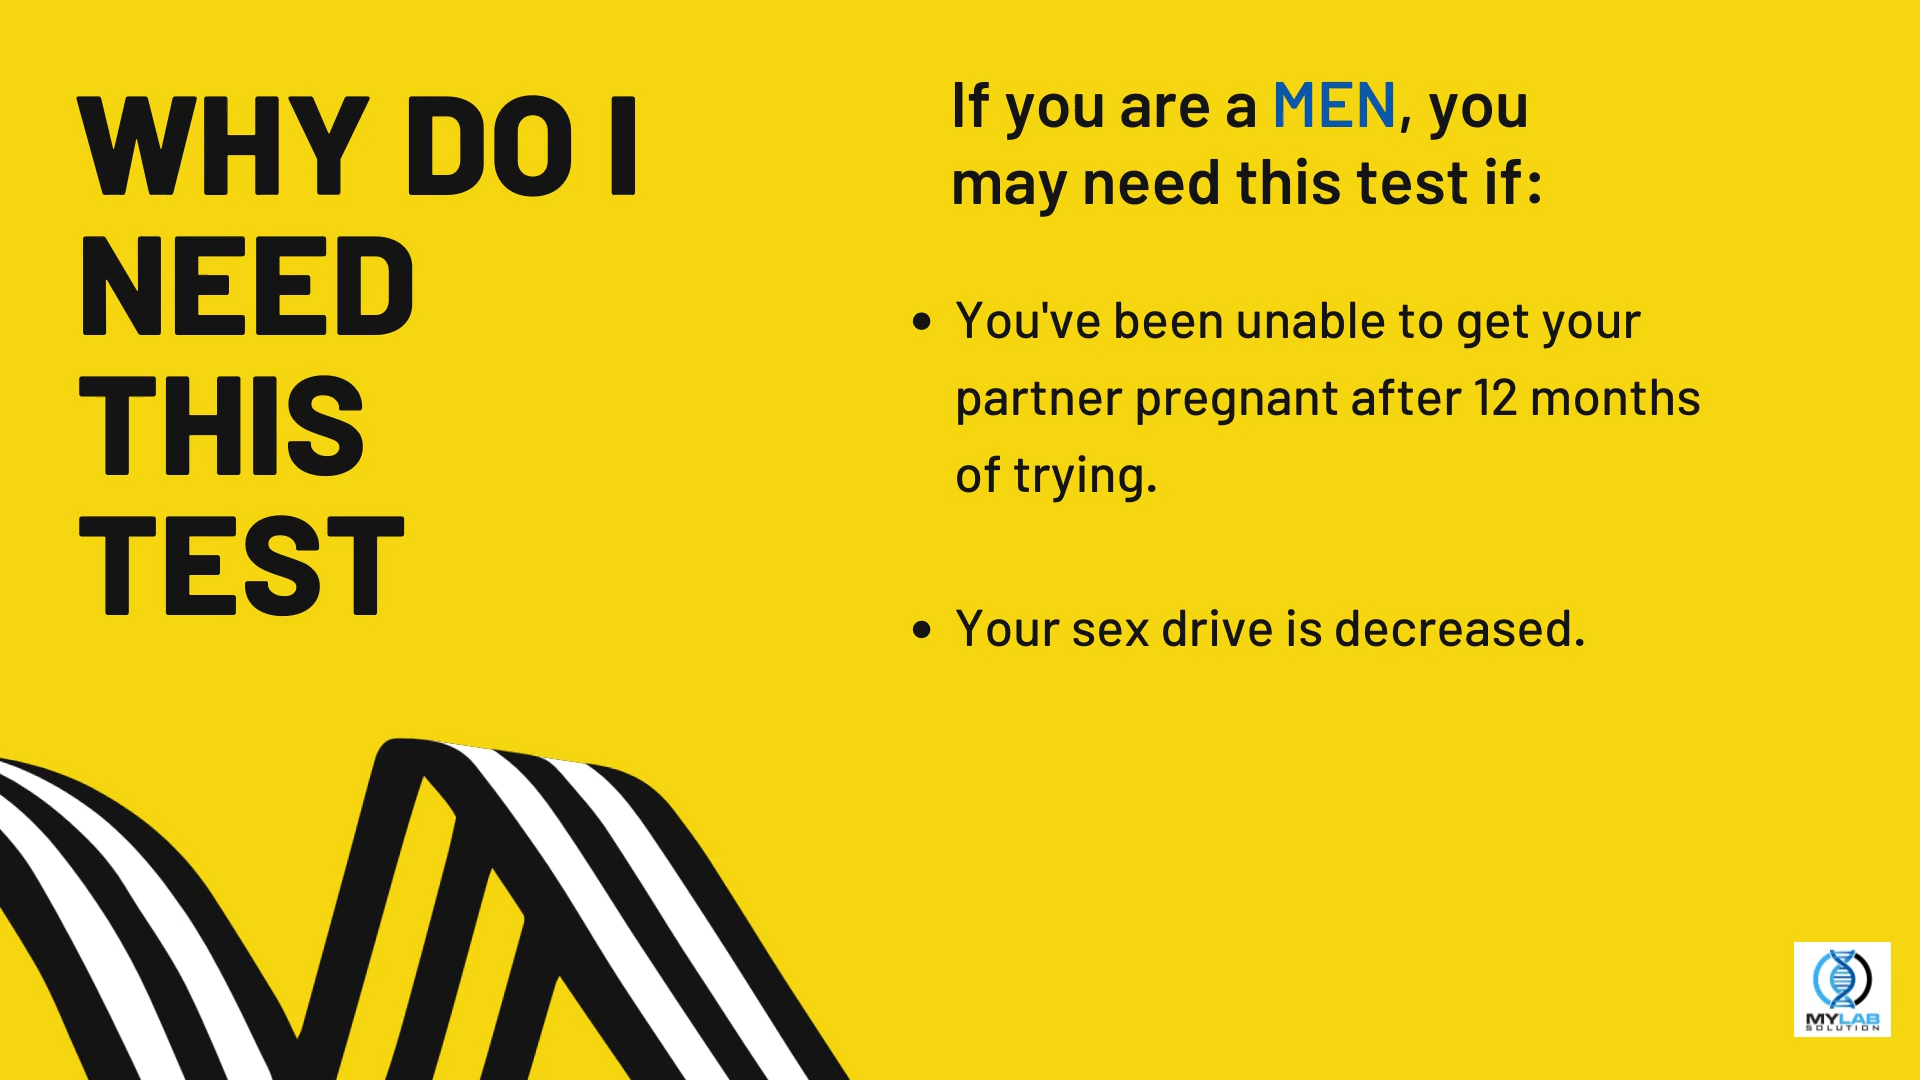 WHY DO I
NEED
THIS
TEST
If you are a MEN, you
may need this test if:
• You've been unable to get your
partner pregnant after 12 months
of trying.
• Your sex drive is decreased.
MYLAB
SOLUTION